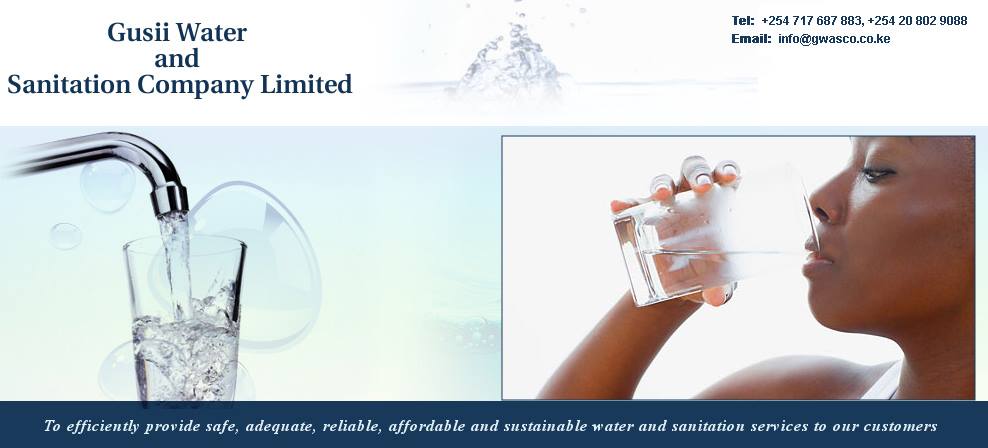 Gusii Water
and
Sanitation Company Limited
Tel: +254 717 687 883, +254 20 802 9088
Email: info@gwasco.co.ke
To efficiently provide safe, adequate, reliable, affordable and sustainable water and sanitation services to our customers